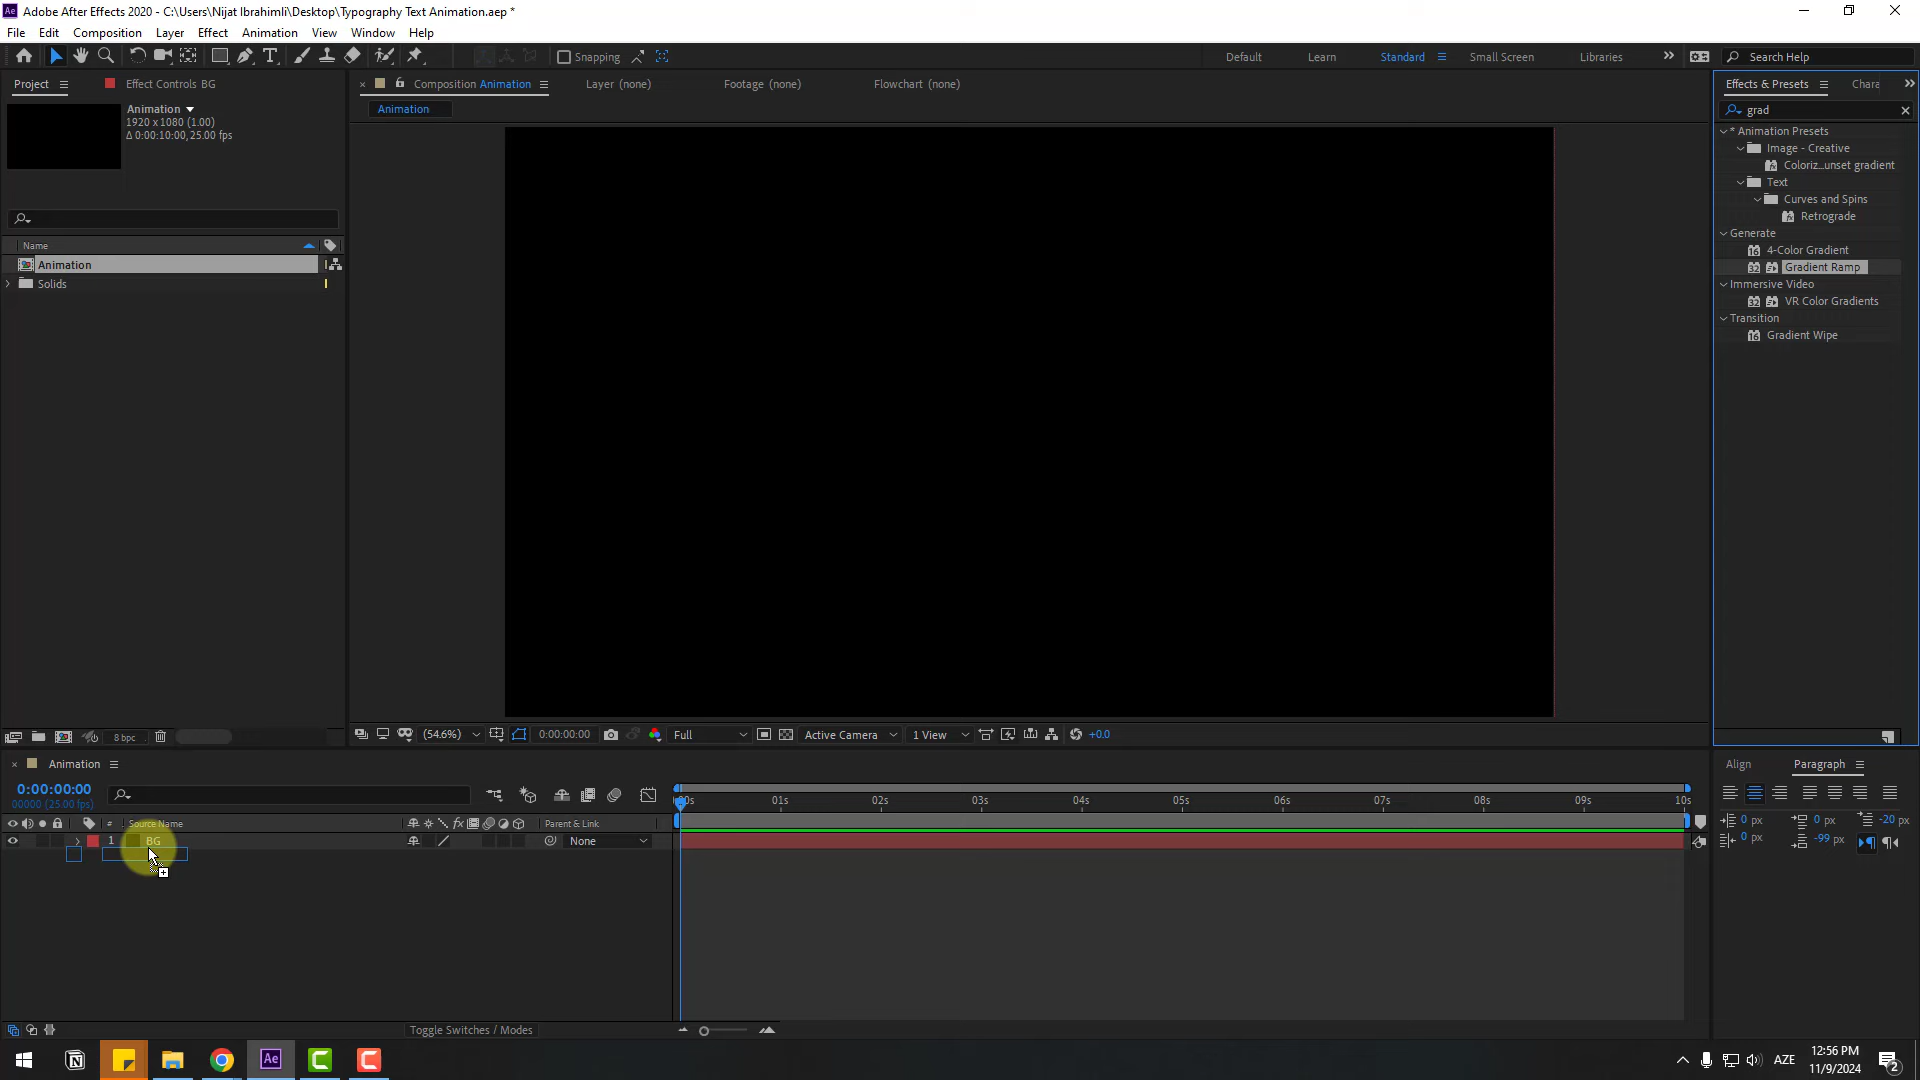 Adobe After Effects 2020 - C:\Users\Nijat Ibrahimli\Desktop\Typography Text Animation.aep *
File Edit Composition Layer Effect Animation View Window Help
Snapping
Default Learn Standard Small Screen Libraries Search Help
Project Effect Controls BG
Composition Animation Layer (none) Footage (none) Flowchart (none)
Effects & Presets Chara
Animation
1920 x 1080 (1.00)
Δ 0:00:10:00, 25.00 fps
Animation
grad
* Animation Presets
Image - Creative
Coloriz...unset gradient
Text
Curves and Spins
Retrograde
Generate
4-Color Gradient
Gradient Ramp
Immersive Video
VR Color Gradients
Transition
Gradient Wipe
Name
Animation
Solids
8 bpc
(54.6%) 0:00:00:00 Full Active Camera 1 View +0.0
Animation
Align Paragraph
0:00:00:00
00000 (25.00 fps)
00s 01s 02s 03s 04s 05s 06s 07s 08s 09s 10s
# Source Name Parent & Link
1 BG None
0 px 0 px -20 px
0 px -99 px
Toggle Switches / Modes
AZE
12:56 PM
11/9/2024
2